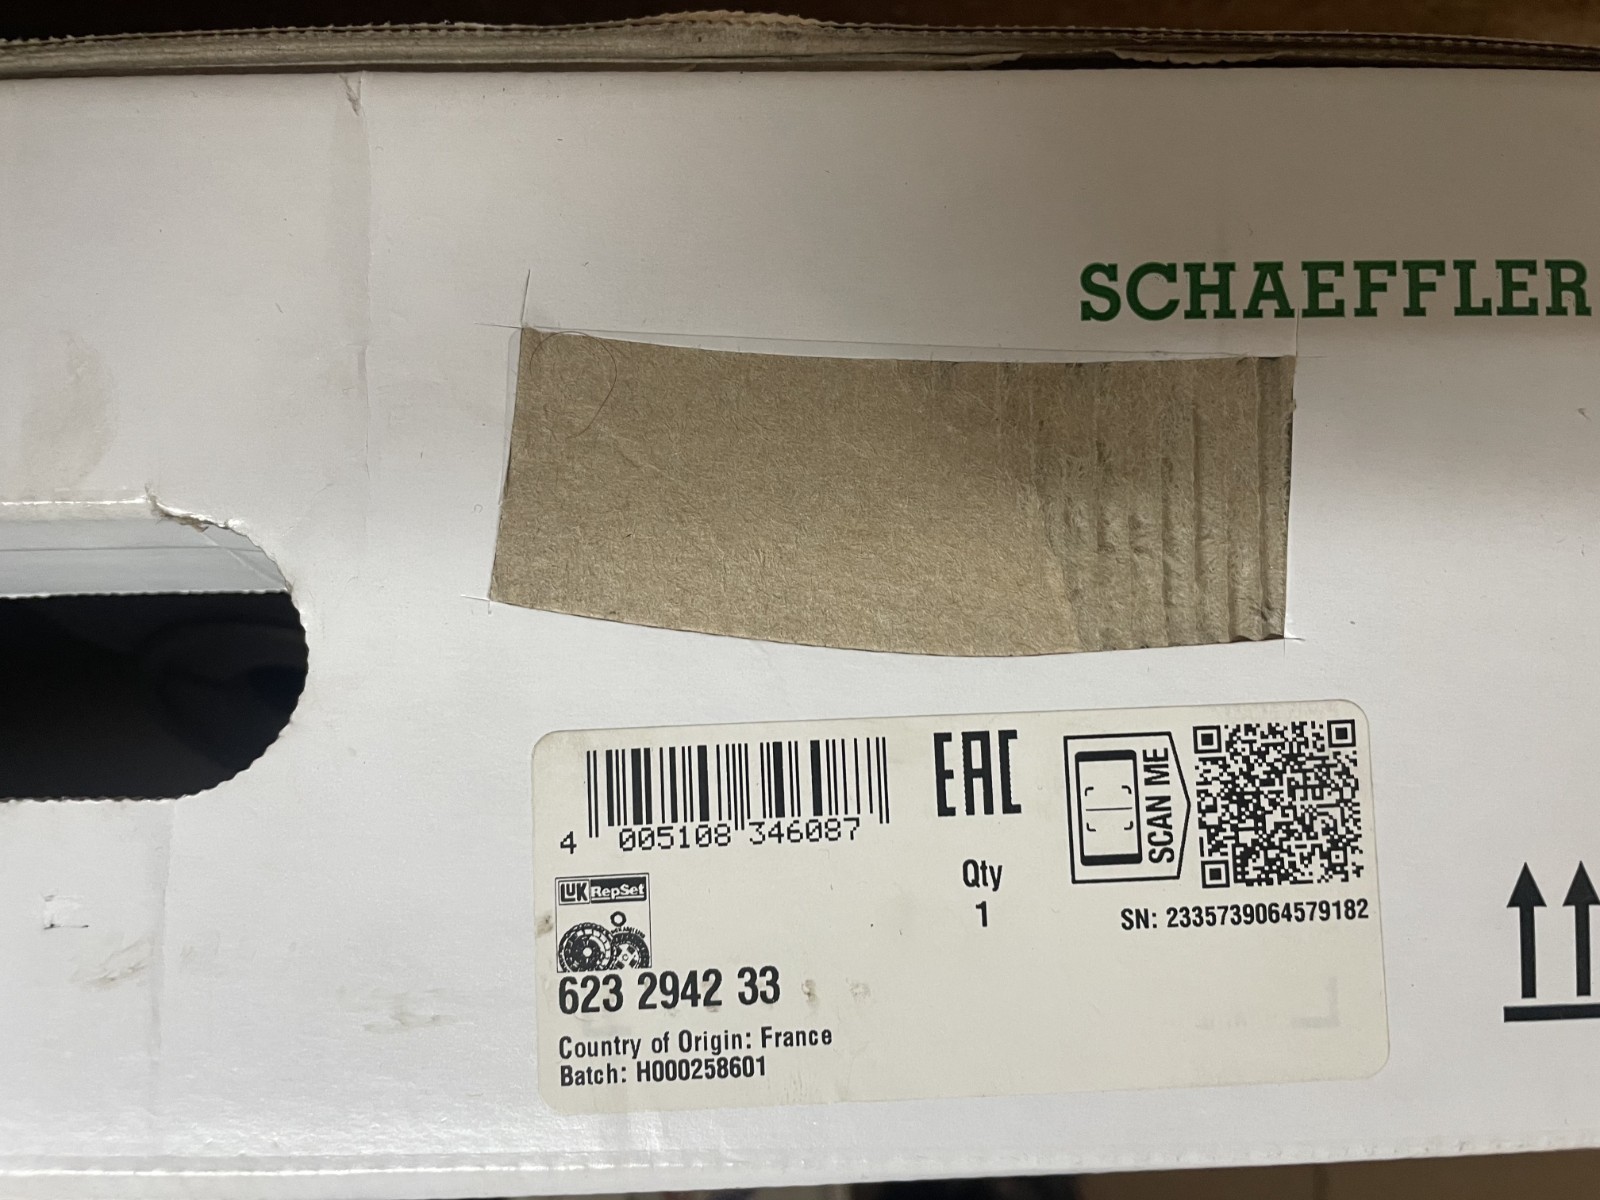 SCHAEFFLER
4 005108 346087
EAC
SCAN ME
Qty
1
SN: 2335739064579182
LUK RepSet
623 2942 33
Country of Origin: France
Batch: H000258601